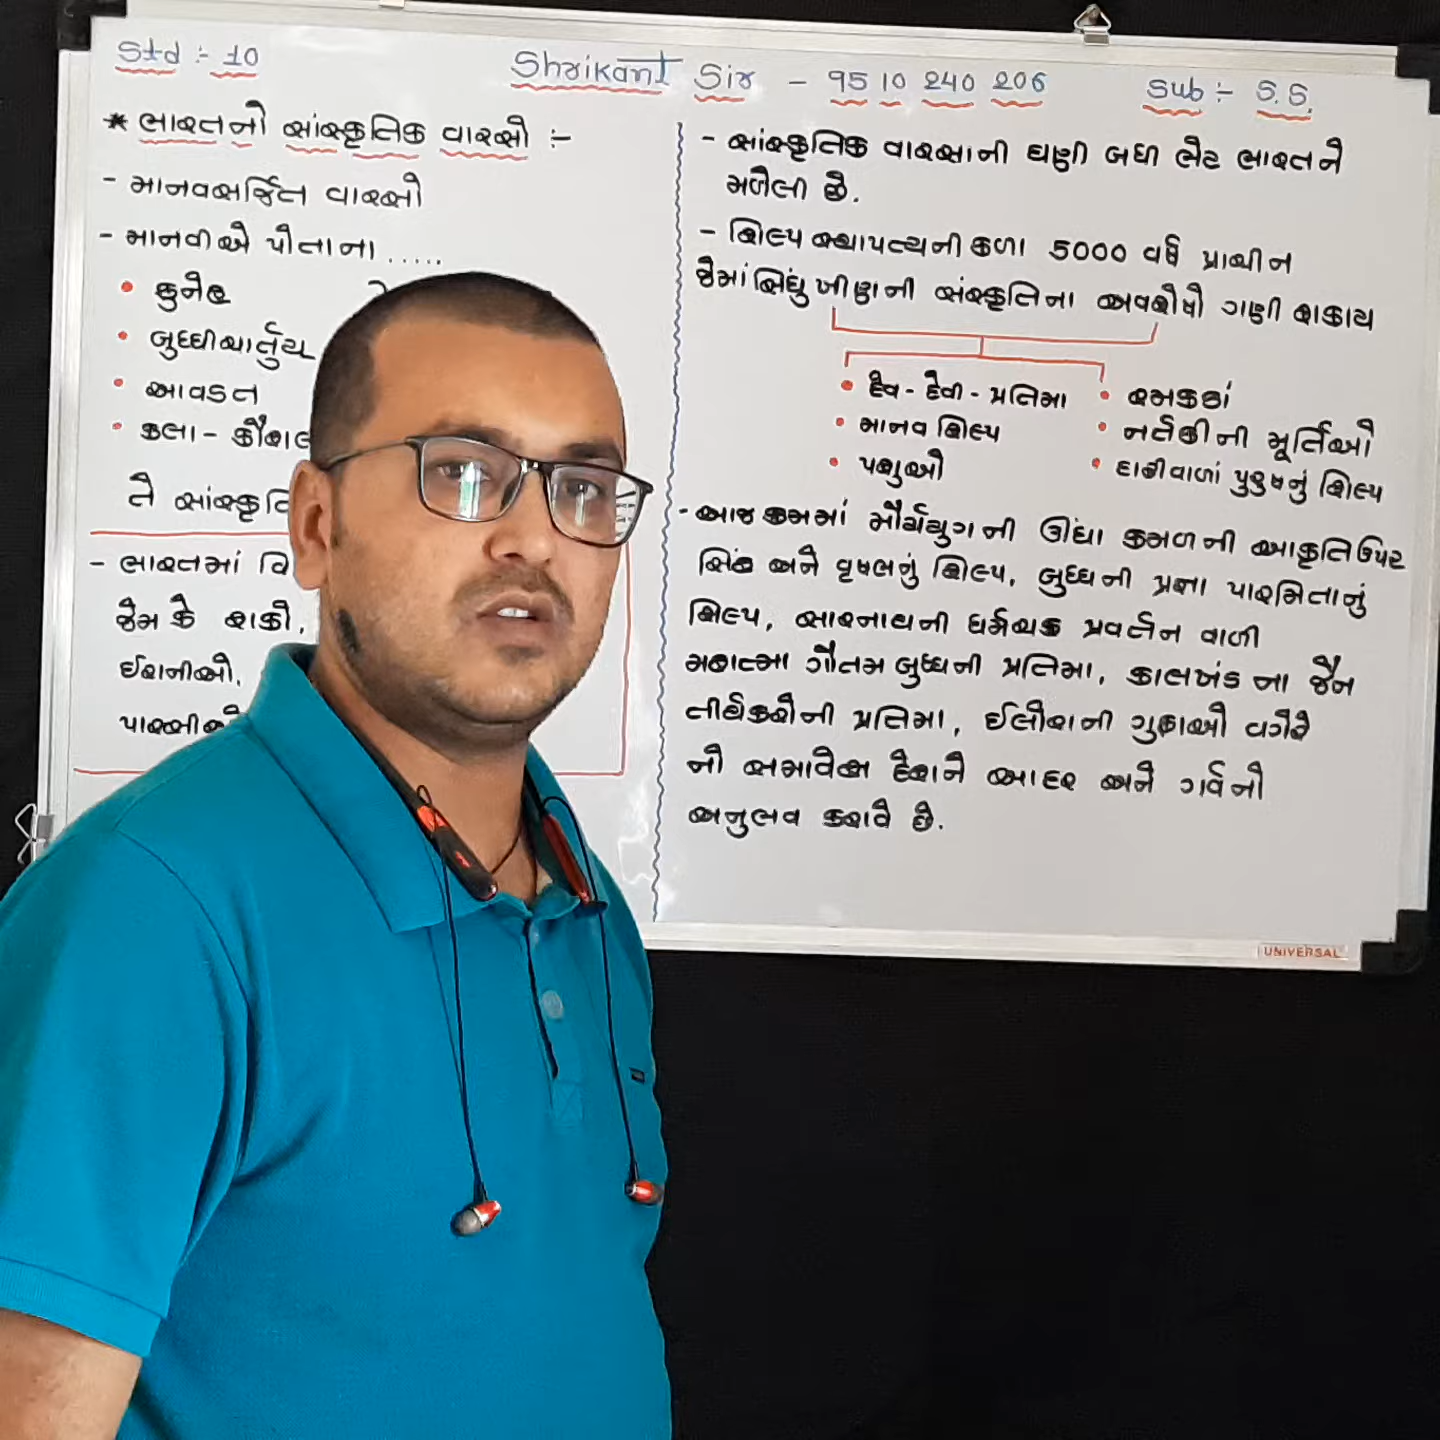 Std :- 10
Shrikant Sir - 95 10 240 206
Sub :- S.S.
* ભારતનો સાંસ્કૃતિક વારસો :-
- માનવસર્જિત વારસો
- માનવીએ પોતાના .....
• કુનેહ
• બુધ્ધીચાર્તુય
• આવડત
• કલા - કૌશલ
તે સાંસ્કૃતિ
- ભારતમાં વિ
જેમ કે શકો,
ઈરાનીઓ,
પારસીઓ
- સાંસ્કૃતિક વારસાની ઘણી બધી ભેટ ભારતને
મળેલી છે.
- શિલ્પ સ્થાપત્યની કળા 5000 વર્ષ પ્રાચીન
જેમાં સિંધુ ખીણની સંસ્કૃતિના અવશેષો ગણી શકાય
• દેવ - દેવી - પ્રતિમા
• માનવ શિલ્પ
• પશુઓ
• રમકડાં
• નર્તકીની મૂર્તિઓ
• દાઢીવાળાં પુરુષનું શિલ્પ
- આજ ક્રમમાં મૌર્યયુગની ઊંધા કમળની આકૃતિ ઉપર
સિંહ અને વૃષભનું શિલ્પ, બુધ્ધની પ્રજ્ઞા પારમિતાનું
શિલ્પ, સારનાથની ધર્મચક્ર પ્રવર્તન વાળી
મહાત્મા ગૌતમ બુધ્ધની પ્રતિમા, કાલખંડ ના જૈન
તીર્થકરોની પ્રતિમા, ઈલોરાની ગુફાઓ વગેરે
નો સમાવેશ દેશને આદર અને ગર્વનો
અનુભવ કરાવે છે.
UNIVERSAL